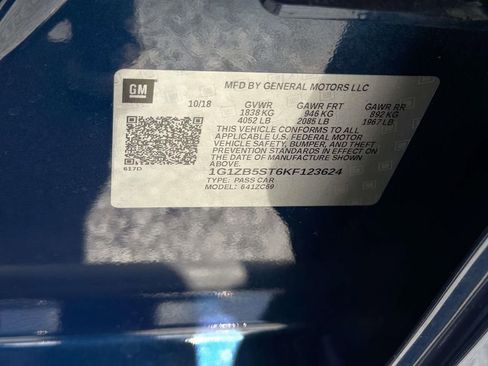 GM
MFD BY GENERAL MOTORS LLC
10/18 GVWR GAWR FRT GAWR RR
1838 KG 946 KG 892 KG
4052 LB 2085 LB 1967 LB
THIS VEHICLE CONFORMS TO ALL
APPLICABLE U.S. FEDERAL MOTOR
VEHICLE SAFETY, BUMPER, AND THEFT
PREVENTION STANDARDS IN EFFECT ON
THE DATE OF MANUFACTURE SHOWN
ABOVE.
617D
1G1ZB5ST6KF123624
TYPE: PASS CAR
MODEL: 641ZC69